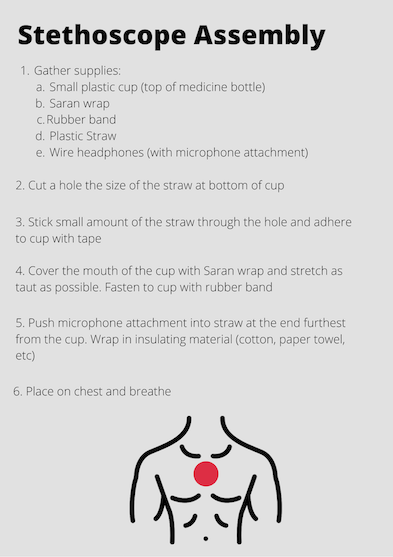 Stethoscope Assembly
1. Gather supplies:
a. Small plastic cup (top of medicine bottle)
b. Saran wrap
c. Rubber band
d. Plastic Straw
e. Wire headphones (with microphone attachment)
2. Cut a hole the size of the straw at bottom of cup
3. Stick small amount of the straw through the hole and adhere
to cup with tape
4. Cover the mouth of the cup with Saran wrap and stretch as
taut as possible. Fasten to cup with rubber band
5. Push microphone attachment into straw at the end furthest
from the cup. Wrap in insulating material (cotton, paper towel,
etc)
6. Place on chest and breathe